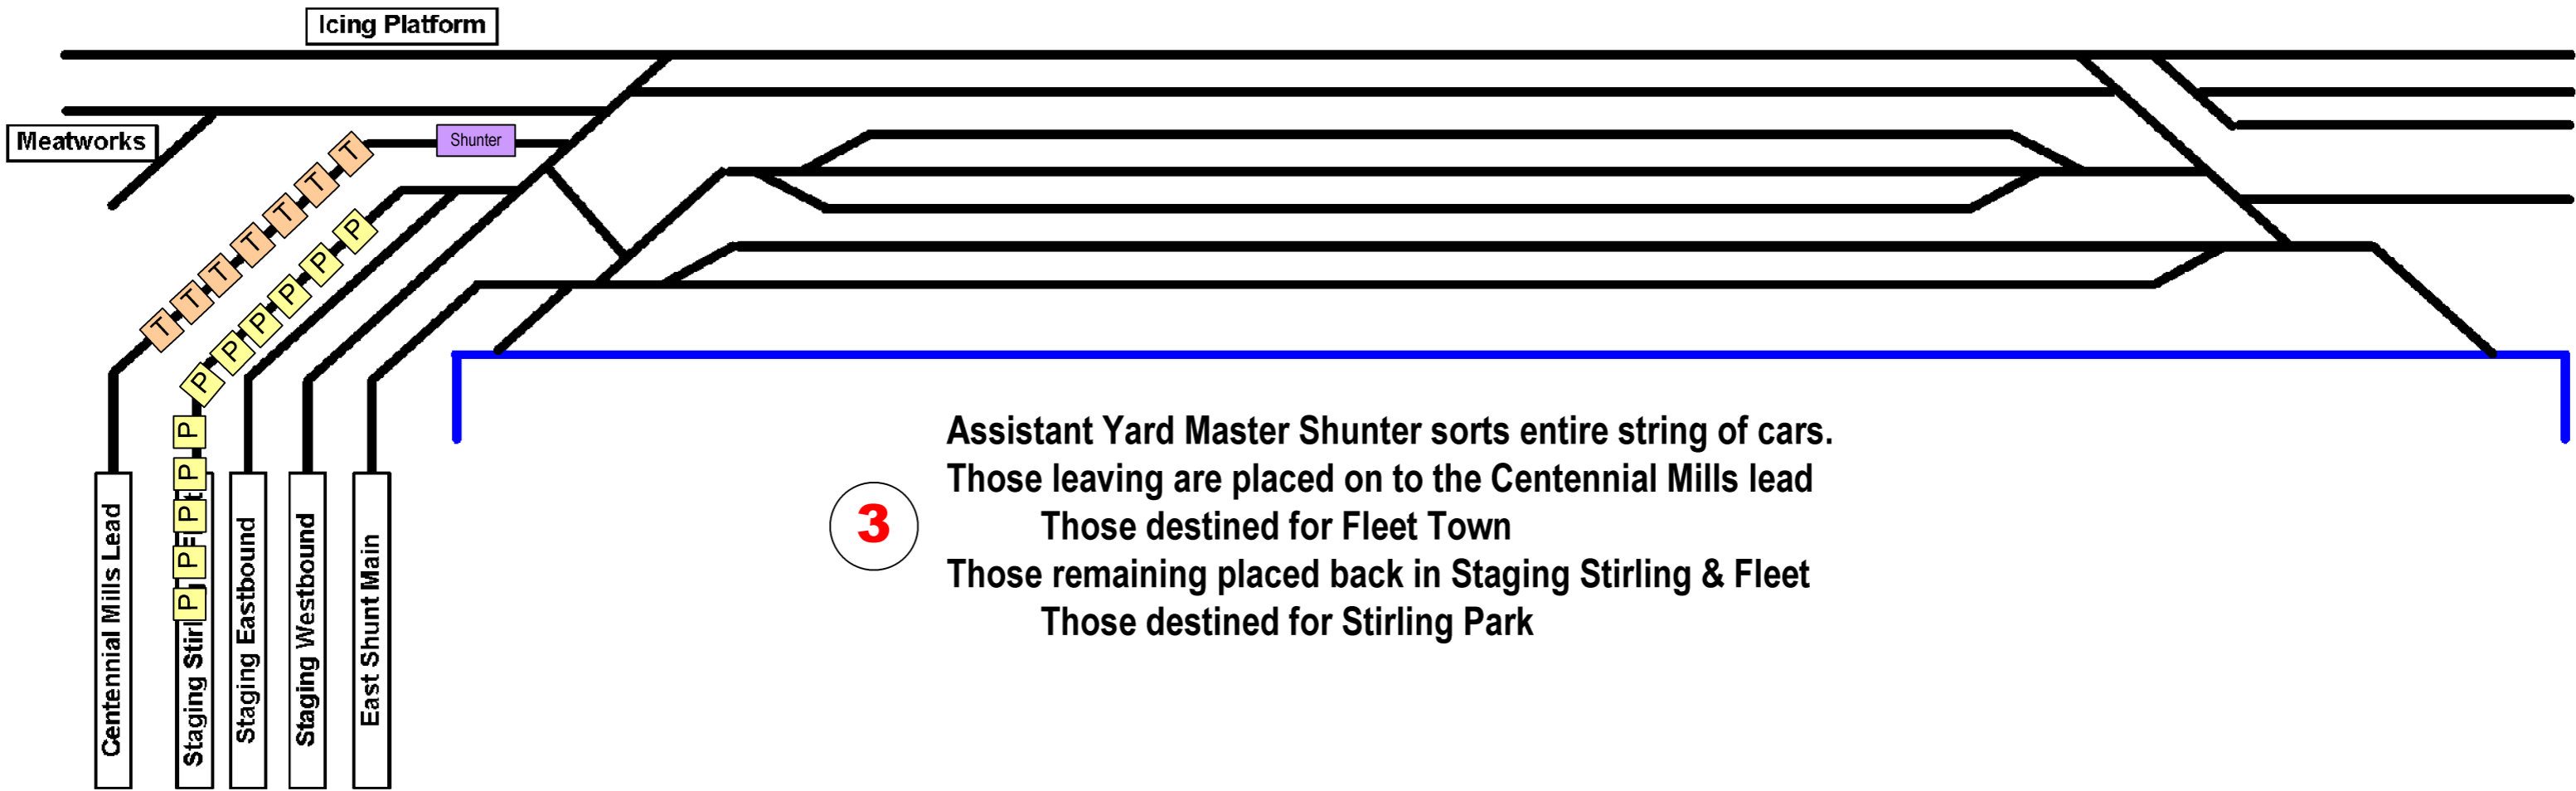 Icing Platform
Meatworks
Shunter
T
T
T
T
T
T
T
P
P
P
P
P
P
P
P
P
P
P
Centennial Mills Lead
Staging
Staging Eastbound
Staging Westbound
East Shunt Main
3
Assistant Yard Master Shunter sorts entire string of cars.
Those leaving are placed on to the Centennial Mills lead
Those destined for Fleet Town
Those remaining placed back in Staging Stirling & Fleet
Those destined for Stirling Park